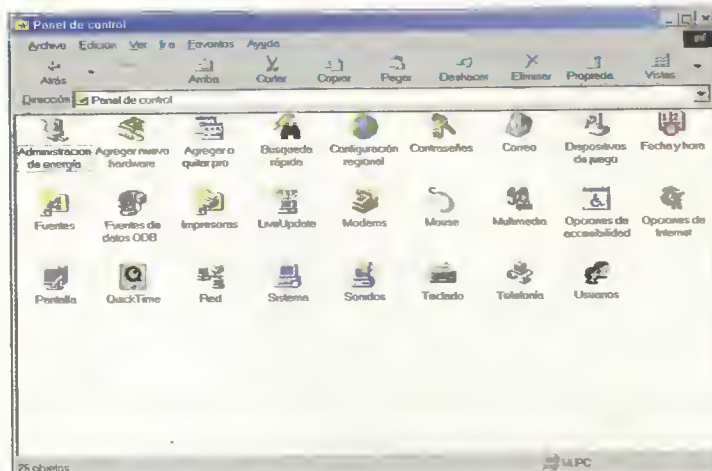 Panel de control
Archivo Edición Ver Ir a Favoritos Ayuda
Atrás Arriba Cortar Copiar Pegar Deshacer Eliminar Propieda. Vistas
Dirección Panel de control
Administración de energía
Agregar nuevo hardware
Agregar o quitar pro
Búsqueda rápida
Configuración regional
Contraseñas
Correo
Dispositivos de juego
Fecha y hora
Fuentes
Fuentes de datos ODB
Impresoras
LiveUpdate
Modems
Mouse
Multimedia
Opciones de accesibilidad
Opciones de Internet
Pantalla
QuickTime
Red
Sistema
Sonidos
Teclado
Telefonía
Usuarios
25 objetos
Mi PC